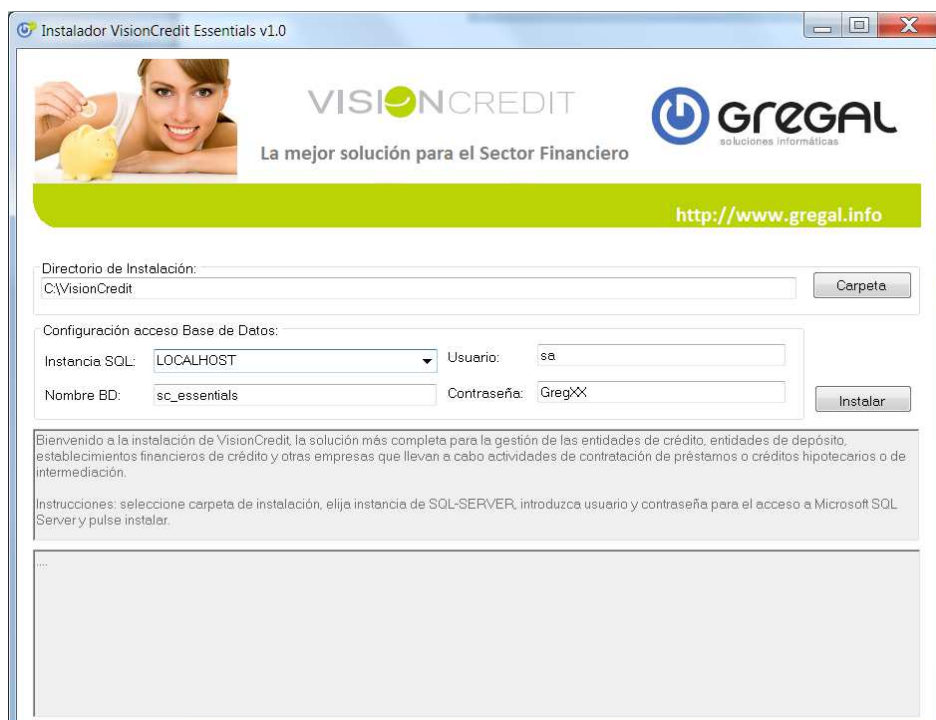 Instalador VisionCredit Essentials v1.0
VISIONCREDIT
La mejor solución para el Sector Financiero
GREGAL
soluciones informáticas
http://www.gregal.info
Directorio de Instalación:
C:\VisionCredit
Carpeta
Configuración acceso Base de Datos:
Instancia SQL: LOCALHOST Usuario: sa
Nombre BD: sc_essentials Contraseña: GregXX
Instalar
Bienvenido a la instalación de VisionCredit, la solución más completa para la gestión de las entidades de crédito, entidades de depósito,
establecimientos financieros de crédito y otras empresas que llevan a cabo actividades de contratación de préstamos o créditos hipotecarios o de
intermediación.
Instrucciones: seleccione carpeta de instalación, elija instancia de SQL-SERVER, introduzca usuario y contraseña para el acceso a Microsoft SQL
Server y pulse instalar.
....